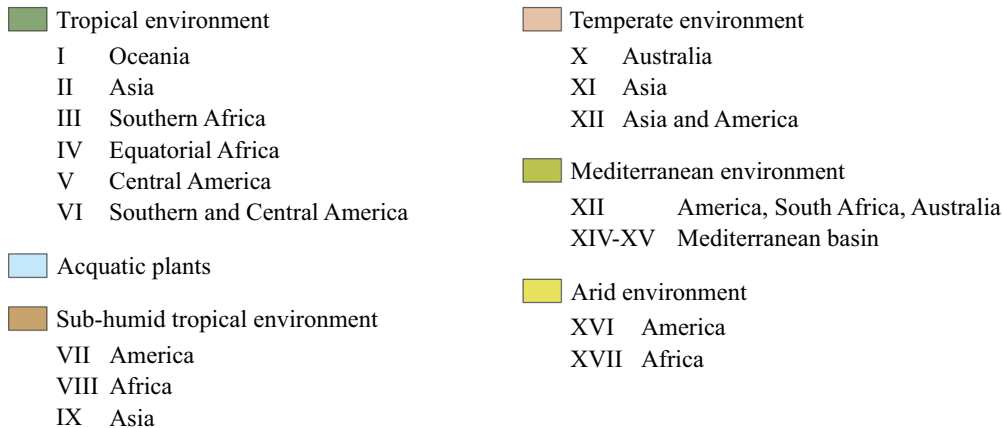 Tropical environment
I Oceania
II Asia
III Southern Africa
IV Equatorial Africa
V Central America
VI Southern and Central America
Acquatic plants
Sub-humid tropical environment
VII America
VIII Africa
IX Asia
Temperate environment
X Australia
XI Asia
XII Asia and America
Mediterranean environment
XII America, South Africa, Australia
XIV-XV Mediterranean basin
Arid environment
XVI America
XVII Africa